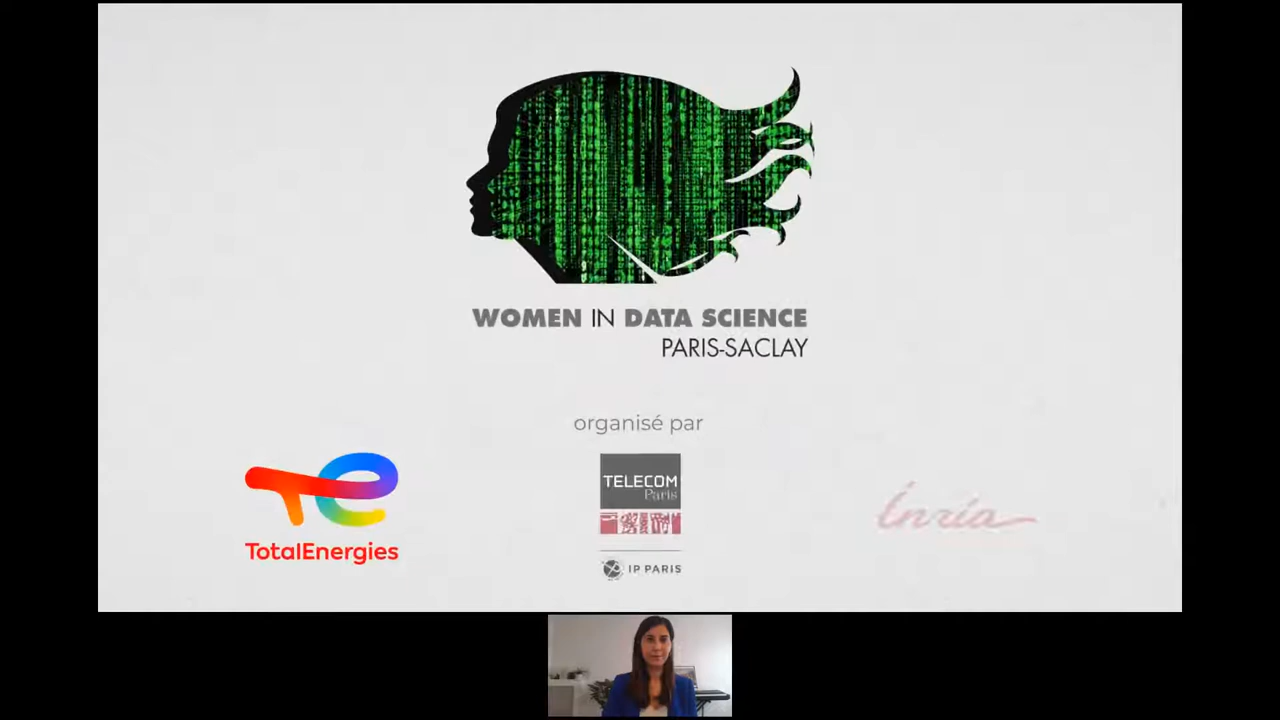 WOMEN IN DATA SCIENCE
PARIS-SACLAY
organisé par
TotalEnergies
TELECOM
Paris
IP PARIS
Inria